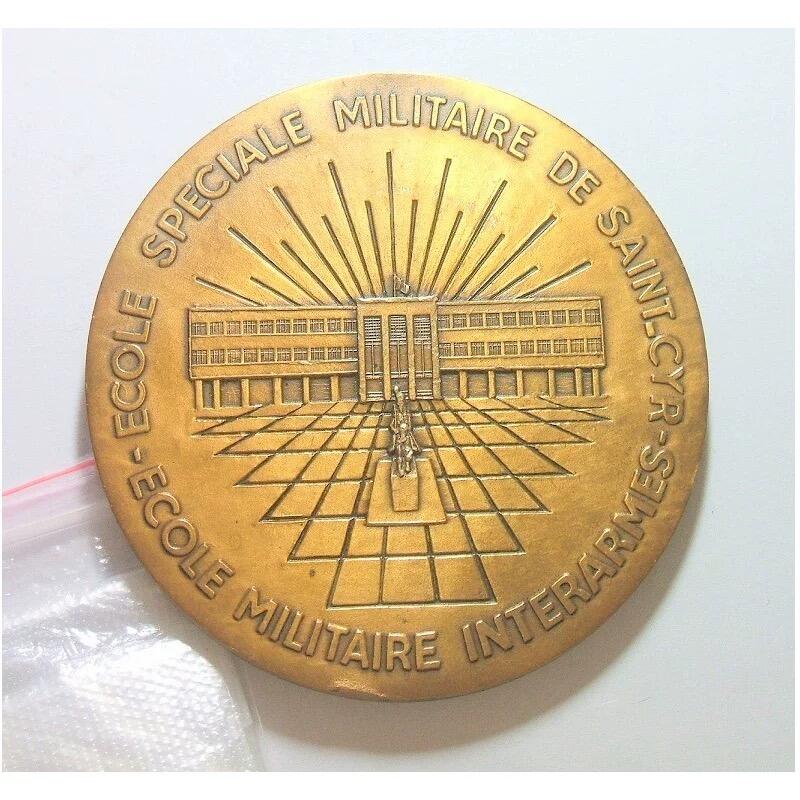 ECOLE SPECIALE MILITAIRE DE SAINT-CYR-
-ECOLE MILITAIRE INTERARMES